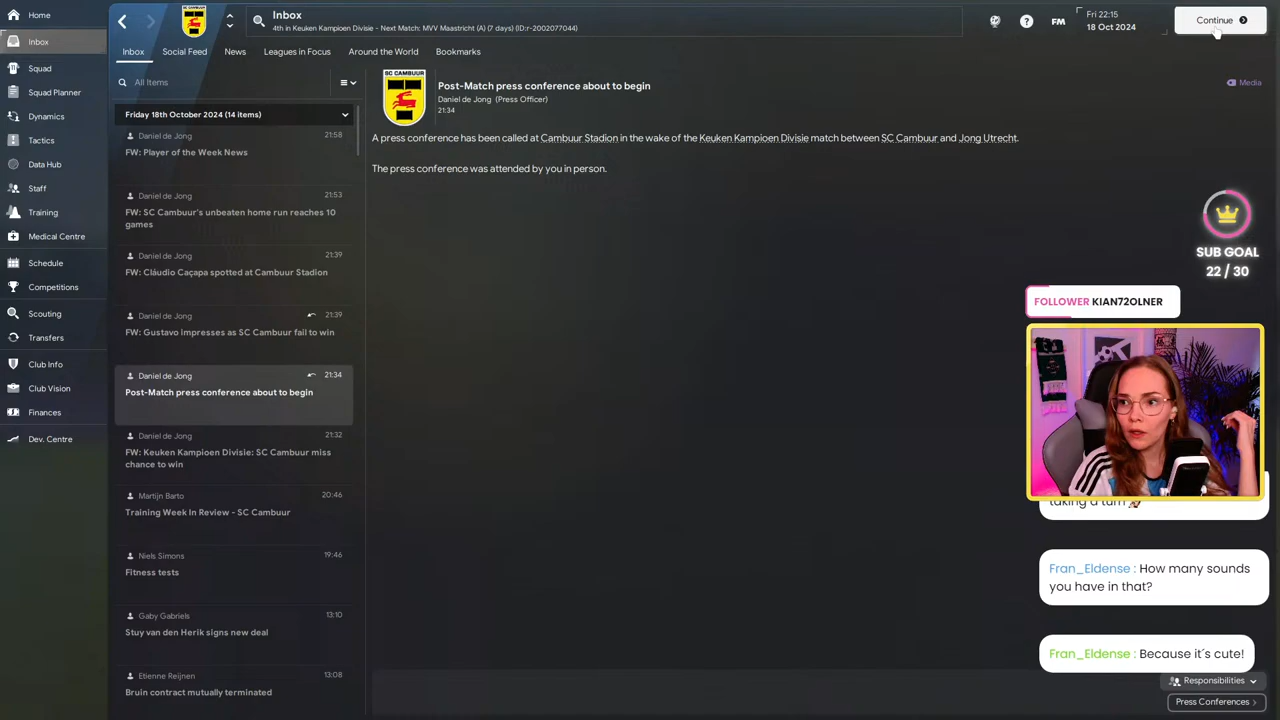 Home
Inbox
Squad
Squad Planner
Dynamics
Tactics
Data Hub
Staff
Training
Medical Centre
Schedule
Competitions
Scouting
Transfers
Club Info
Club Vision
Finances
Dev. Centre
Inbox
4th in Keuken Kampioen Divisie - Next Match: MVV Maastricht (A) (7 days) (r-2002077044)
FM
Fri 22:15
18 Oct 2024
Continue
Inbox
Social Feed
News
Leagues in Focus
Around the World
Bookmarks
All Items
Friday 18th October 2024 (14 items)
Daniel de Jong 21:58
FW: Player of the Week News
Daniel de Jong 21:53
FW: SC Cambuur's unbeaten home run reaches 10
games
Daniel de Jong 21:39
FW: Cláudio Caçapa spotted at Cambuur Stadion
Daniel de Jong 21:39
FW: Gustavo impresses as SC Cambuur fail to win
Daniel de Jong 21:34
Post-Match press conference about to begin
Daniel de Jong 21:32
FW: Keuken Kampioen Divisie: SC Cambuur miss
chance to win
Martijn Barto 20:46
Training Week In Review - SC Cambuur
Niels Simons 19:46
Fitness tests
Gaby Gabriels 13:10
Stuy van den Herik signs new deal
Etienne Reijnen 13:08
Bruin contract mutually terminated
SC CAMBUUR
Post-Match press conference about to begin
Daniel de Jong (Press Officer)
21:34
Media
A press conference has been called at Cambuur Stadion in the wake of the Keuken Kampioen Divisie match between SC Cambuur and Jong Utrecht.
The press conference was attended by you in person.
SUB GOAL
22 / 30
FOLLOWER KIAN72OLNER
taking a turn
Fran_Eldense : How many sounds
you have in that?
Fran_Eldense : Because it´s cute!
Responsibilities
Press Conferences